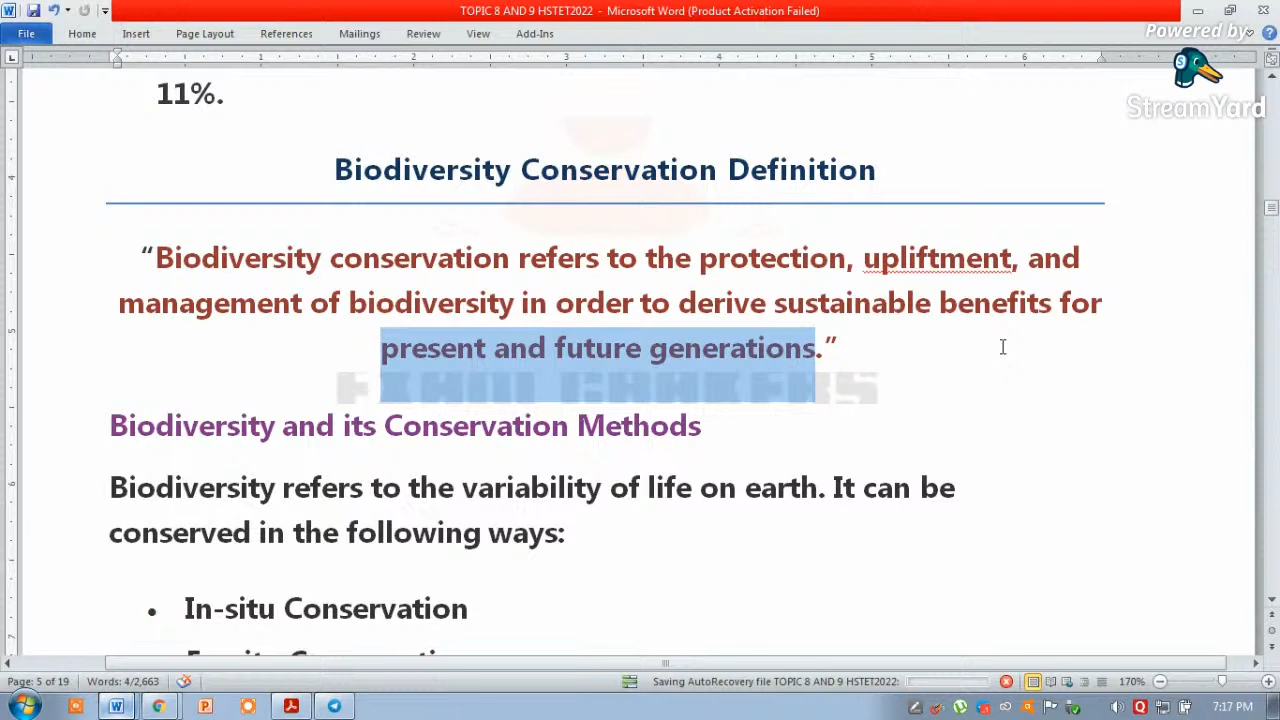 TOPIC 8 AND 9 HSTET2022 - Microsoft Word (Product Activation Failed)
File Home Insert Page Layout References Mailings Review View Add-Ins
Powered by
StreamYard
11%.
Biodiversity Conservation Definition
“Biodiversity conservation refers to the protection, upliftment, and
management of biodiversity in order to derive sustainable benefits for
present and future generations.”
EXAM CRAKERS
Biodiversity and its Conservation Methods
Biodiversity refers to the variability of life on earth. It can be
conserved in the following ways:
• In-situ Conservation
Page: 5 of 19 Words: 4/2,663 Saving AutoRecovery file TOPIC 8 AND 9 HSTET2022: 170%
7:17 PM